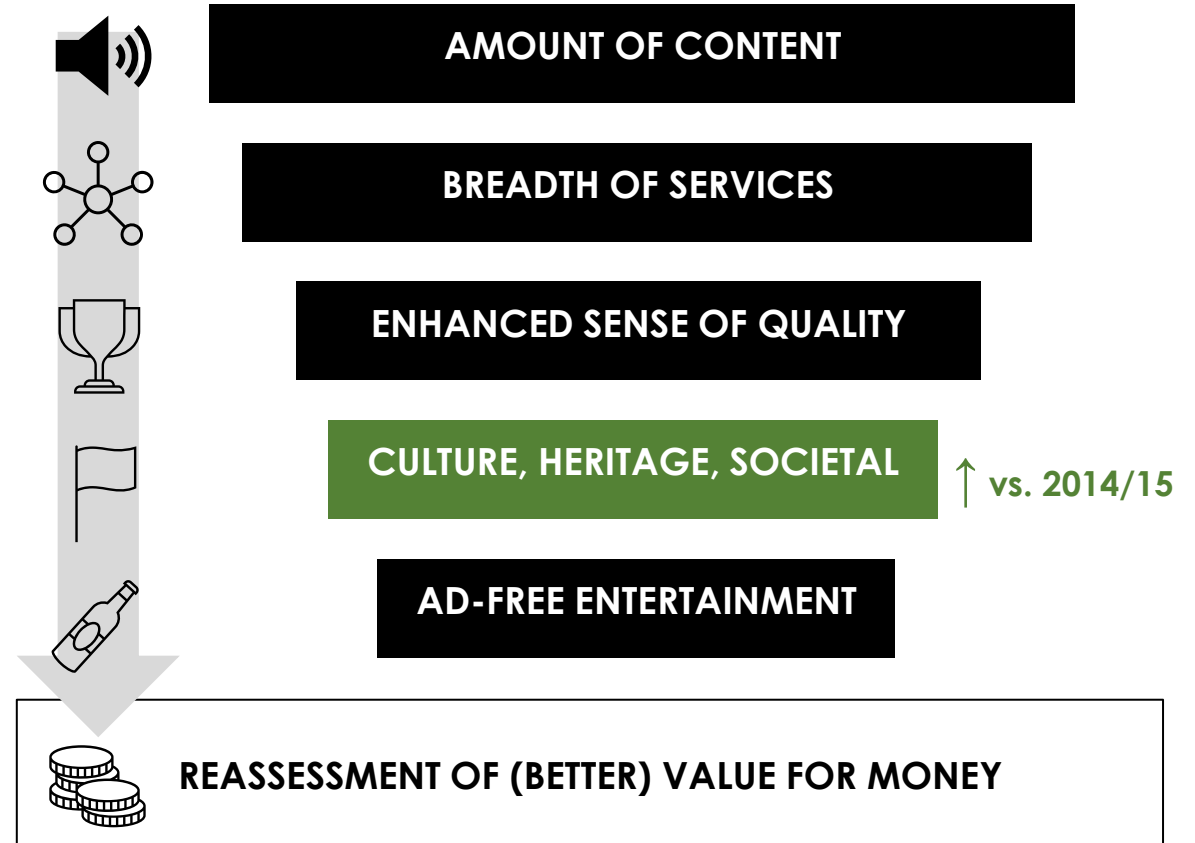 AMOUNT OF CONTENT
BREADTH OF SERVICES
ENHANCED SENSE OF QUALITY
CULTURE, HERITAGE, SOCIETAL
↑ vs. 2014/15
AD-FREE ENTERTAINMENT
REASSESSMENT OF (BETTER) VALUE FOR MONEY